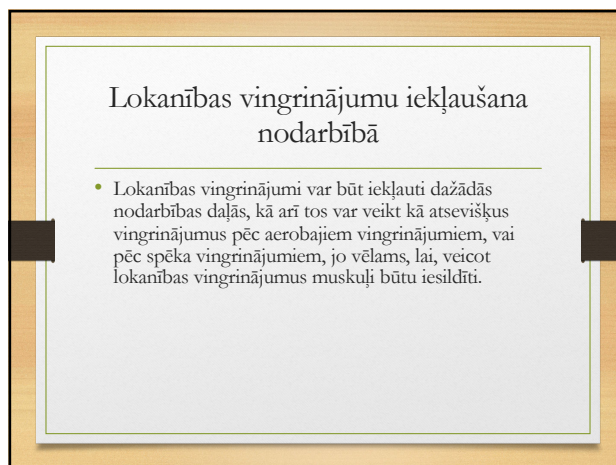 Lokanības vingrinājumu iekļaušana
nodarbībā
• Lokanības vingrinājumi var būt iekļauti dažādās
nodarbības daļās, kā arī tos var veikt kā atsevišķus
vingrinājumus pēc aerobajiem vingrinājumiem, vai
pēc spēka vingrinājumiem, jo vēlams, lai, veicot
lokanības vingrinājumus muskuļi būtu iesildīti.